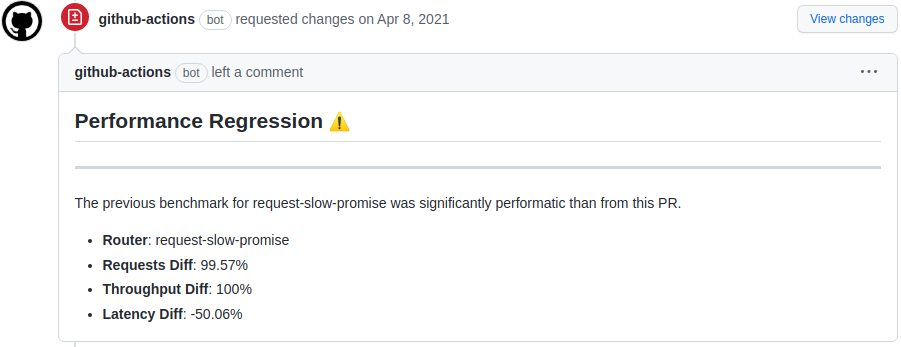 github-actions bot requested changes on Apr 8, 2021
View changes
github-actions bot left a comment
Performance Regression ⚠️
The previous benchmark for request-slow-promise was significantly performatic than from this PR.
Router: request-slow-promise
Requests Diff: 99.57%
Throughput Diff: 100%
Latency Diff: -50.06%